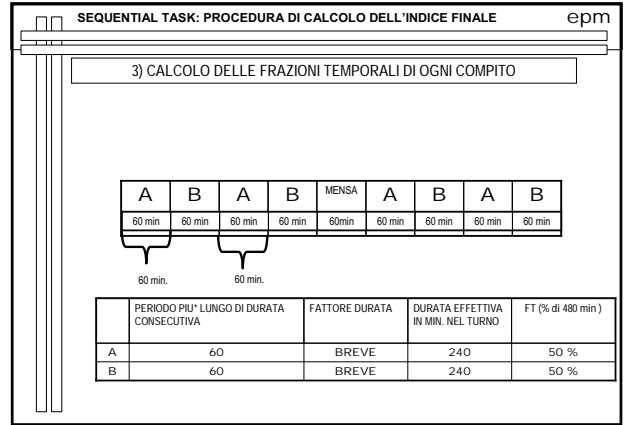 SEQUENTIAL TASK: PROCEDURA DI CALCOLO DELL'INDICE FINALE
epm
3) CALCOLO DELLE FRAZIONI TEMPORALI DI OGNI COMPITO
A B A B MENSA A B A B
60 min 60 min 60 min 60 min 60min 60 min 60 min 60 min 60 min
60 min. 60 min.
PERIODO PIU' LUNGO DI DURATA FATTORE DURATA DURATA EFFETTIVA FT (% di 480 min )
CONSECUTIVA IN MIN. NEL TURNO
A 60 BREVE 240 50 %
B 60 BREVE 240 50 %